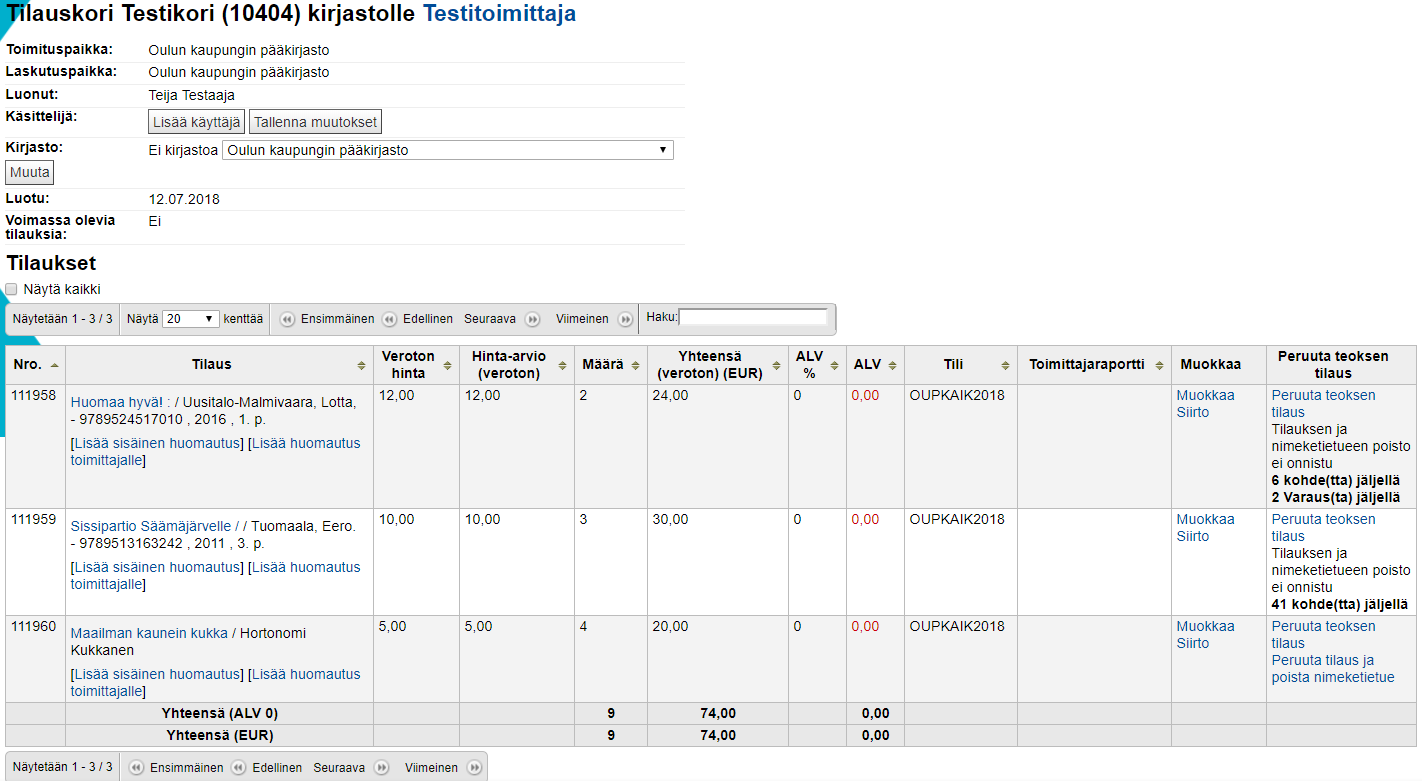 Tilauskori Testikori (10404) kirjastolle Testitoimittaja
Toimituspaikka: Oulun kaupungin pääkirjasto
Laskutuspaikka: Oulun kaupungin pääkirjasto
Luonut: Teija Testaaja
Käsittelijä: Lisää käyttäjä Tallenna muutokset
Kirjasto: Ei kirjastoa Oulun kaupungin pääkirjasto
Muuta
Luotu: 12.07.2018
Voimassa olevia Ei
tilauksia:
Tilaukset
Näytä kaikki
Näytetään 1 - 3 / 3 Näytä 20 kenttää Ensimmäinen Edellinen Seuraava Viimeinen Haku:
Nro. Tilaus Veroton hinta Hinta-arvio (veroton) Määrä Yhteensä (veroton) (EUR) ALV % ALV Tili Toimittajaraportti Muokkaa Peruuta teoksen tilaus
111958 Huomaa hyvä! : / Uusitalo-Malmivaara, Lotta, 12,00 12,00 2 24,00 0 0,00 OUPKAIK2018 Muokkaa Peruuta teoksen
- 9789524517010 , 2016 , 1. p. Siirto tilaus
Tilauksen ja
[Lisää sisäinen huomautus] [Lisää huomautus nimeketietueen poisto
toimittajalle] ei onnistu
6 kohde(tta) jäljellä
2 Varaus(ta) jäljellä
111959 Sissipartio Säämäjärvelle / / Tuomaala, Eero. 10,00 10,00 3 30,00 0 0,00 OUPKAIK2018 Muokkaa Peruuta teoksen
- 9789513163242 , 2011 , 3. p. Siirto tilaus
Tilauksen ja
[Lisää sisäinen huomautus] [Lisää huomautus nimeketietueen poisto
toimittajalle] ei onnistu
41 kohde(tta) jäljellä
111960 Maailman kaunein kukka / Hortonomi 5,00 5,00 4 20,00 0 0,00 OUPKAIK2018 Muokkaa Peruuta teoksen
Kukkanen Siirto tilaus
Peruuta tilaus ja
[Lisää sisäinen huomautus] [Lisää huomautus poista nimeketietue
toimittajalle]
Yhteensä (ALV 0) 9 74,00 0,00
Yhteensä (EUR) 9 74,00 0,00
Näytetään 1 - 3 / 3 Ensimmäinen Edellinen Seuraava Viimeinen